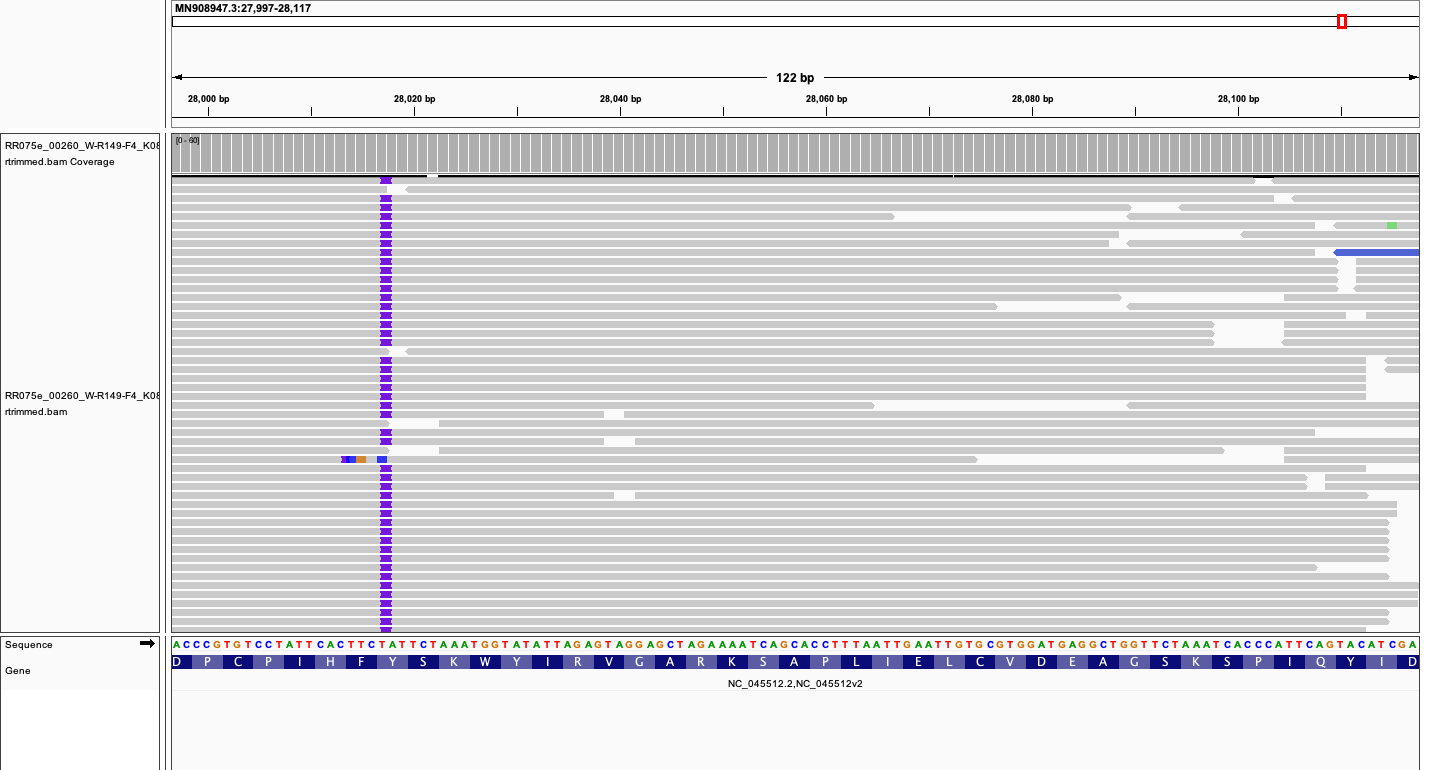 MN908947.3:27,997-28,117
122 bp
28,000 bp 28,020 bp 28,040 bp 28,060 bp 28,080 bp 28,100 bp
RR075e_00260_W-R149-F4_K08
rtrimmed.bam Coverage
[0 - 60]
RR075e_00260_W-R149-F4_K08
rtrimmed.bam
Sequence
A C C C G T G T C C T A T T C A C T T C T A T T C T A A A T G G T A T A T T A G A G T A G G A G C T A G A A A A T C A G C A C C T T T A A T T G A A T T G T G C G T G G A T G A G G C T G G T T C T A A A T C A C C C A T T C A G T A C A T C G A
Gene
D P C P I H F Y S K W Y I R V G A R K S A P L I E L C V D E A G S K S P I Q Y I D
NC_045512.2,NC_045512v2